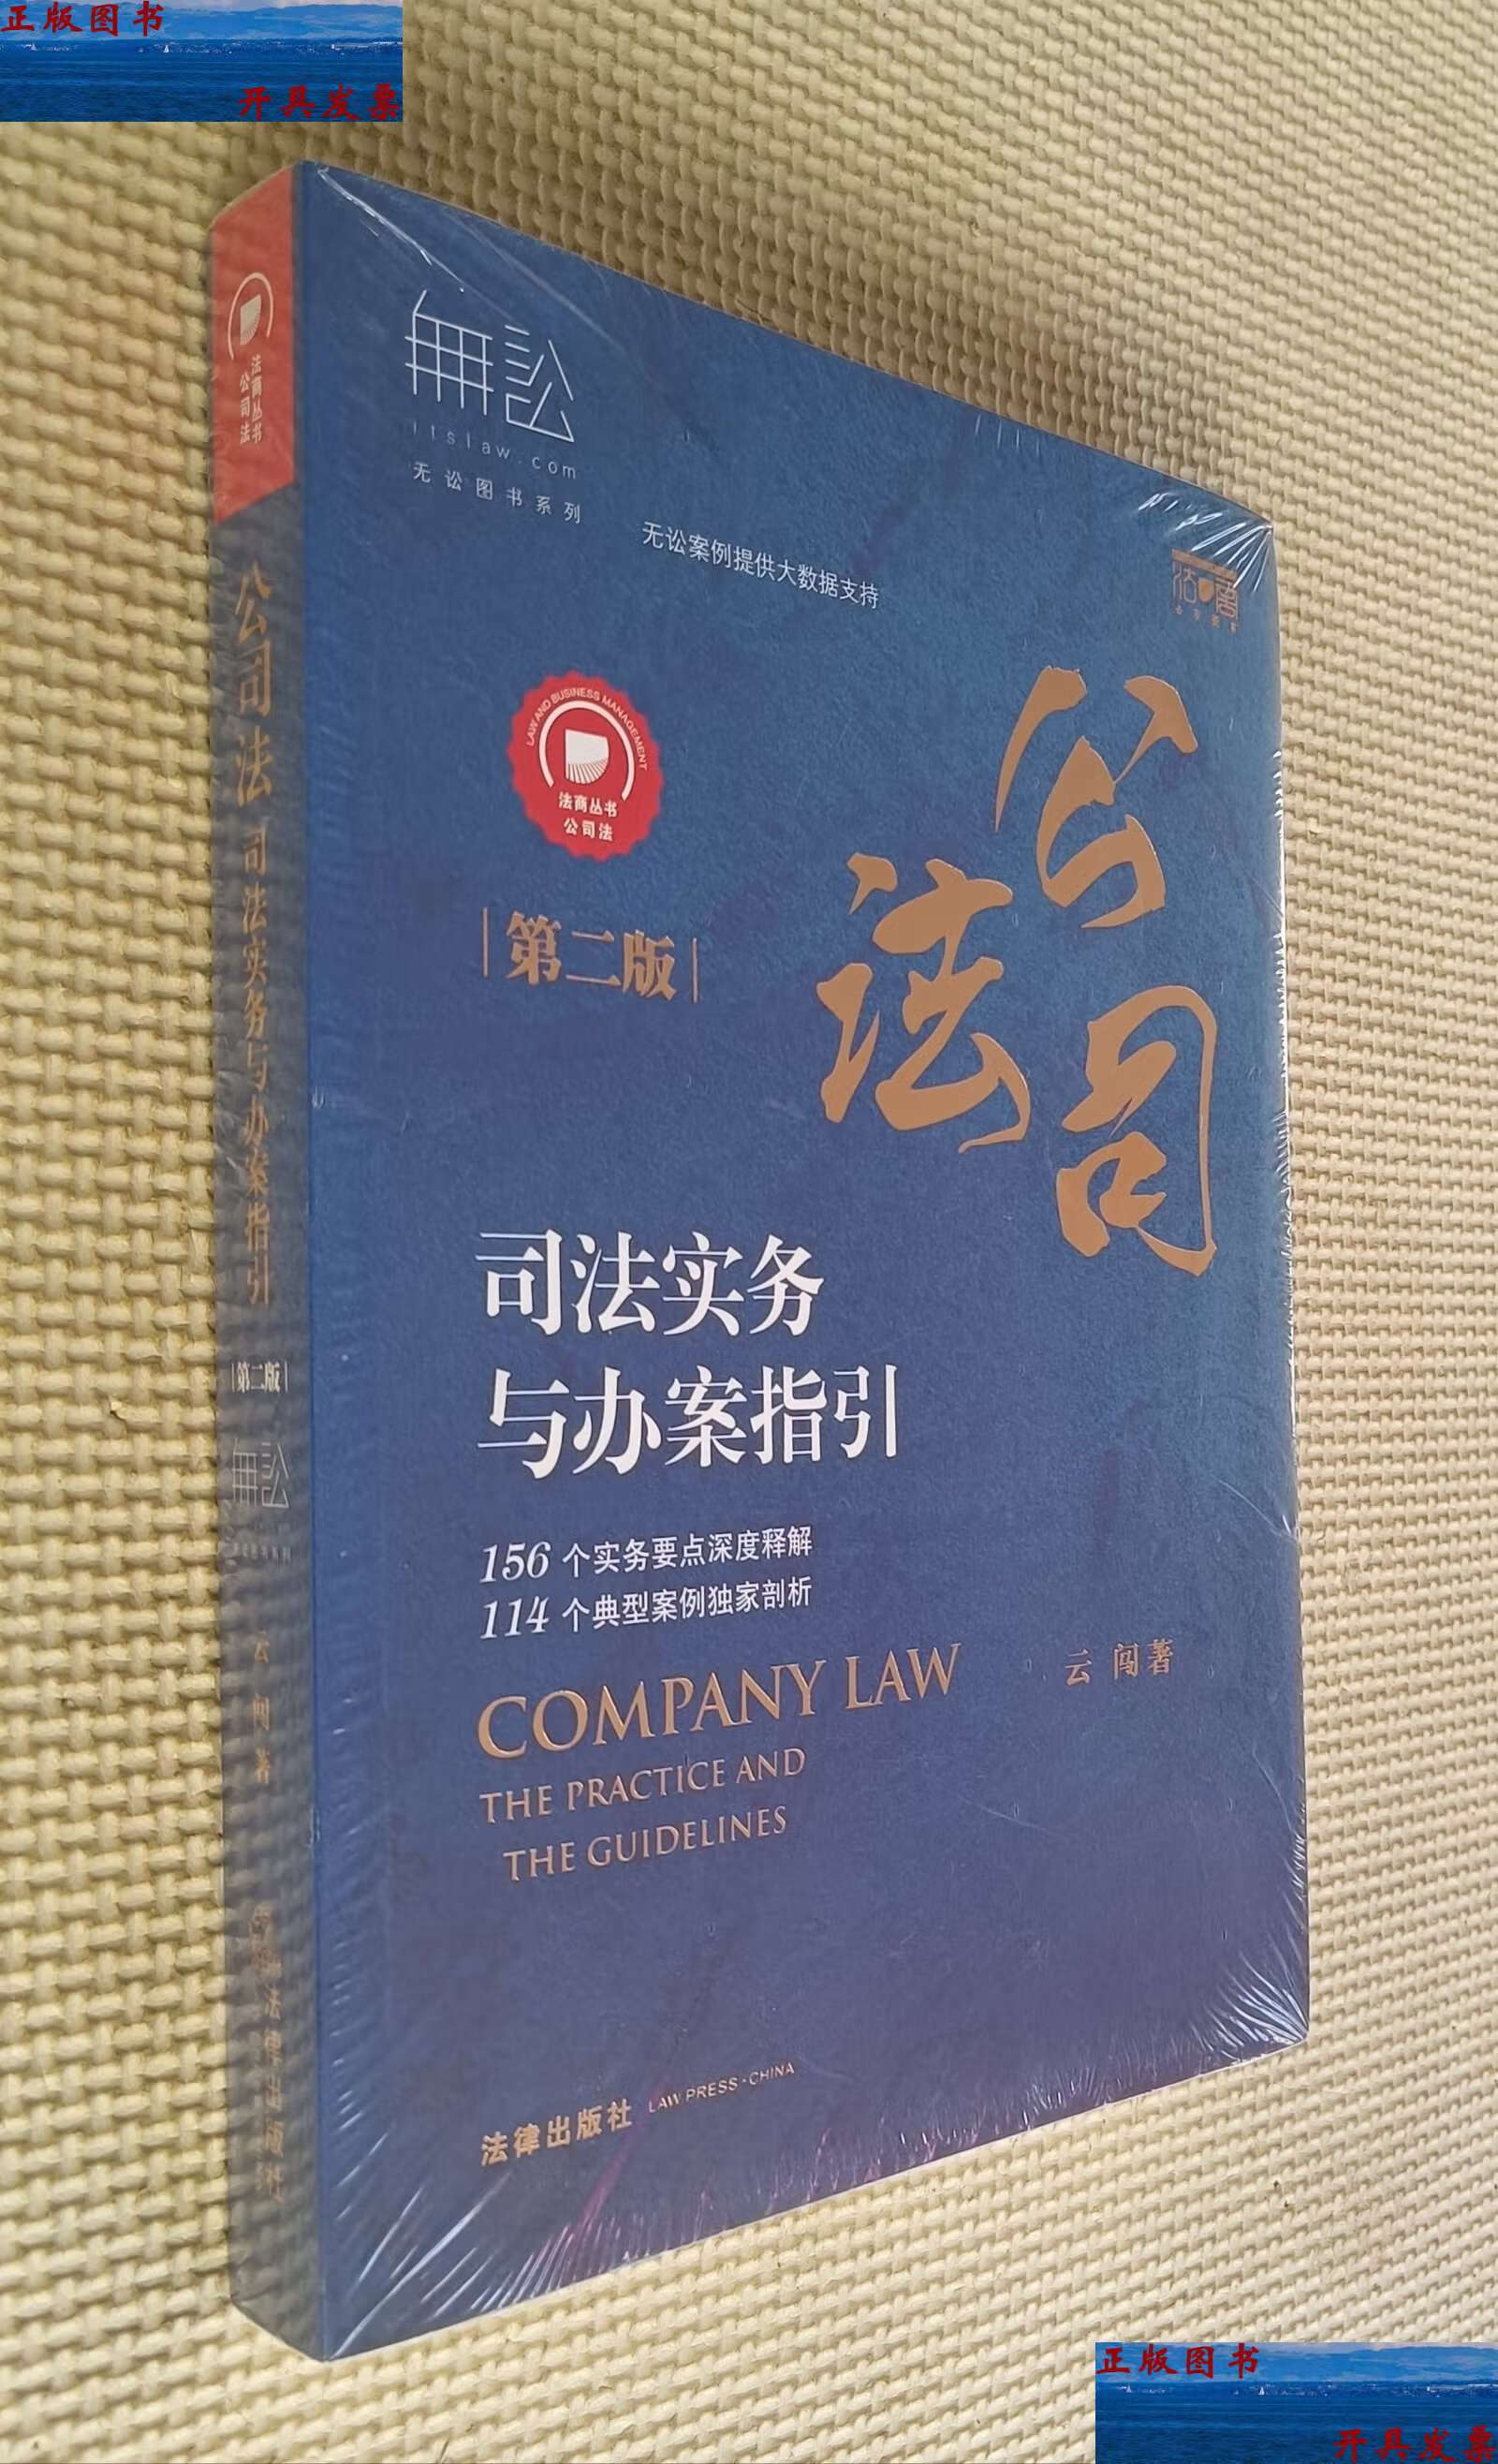 正版图书
开具发票
法商丛书
公司法
公司法 司法实务与办案指引
第二版
無訟
云闯 著
法律出版社
無訟
itslaw.com
无讼图书系列
无讼案例提供大数据支持
LAW AND BUSINESS MANAGEMENT
法商丛书
公司法
公司法
第二版
司法实务
与办案指引
156 个实务要点深度释解
114 个典型案例独家剖析
COMPANY LAW
云 闯 著
THE PRACTICE AND
THE GUIDELINES
法律出版社 LAW PRESS·CHINA
正版图书
开具发票